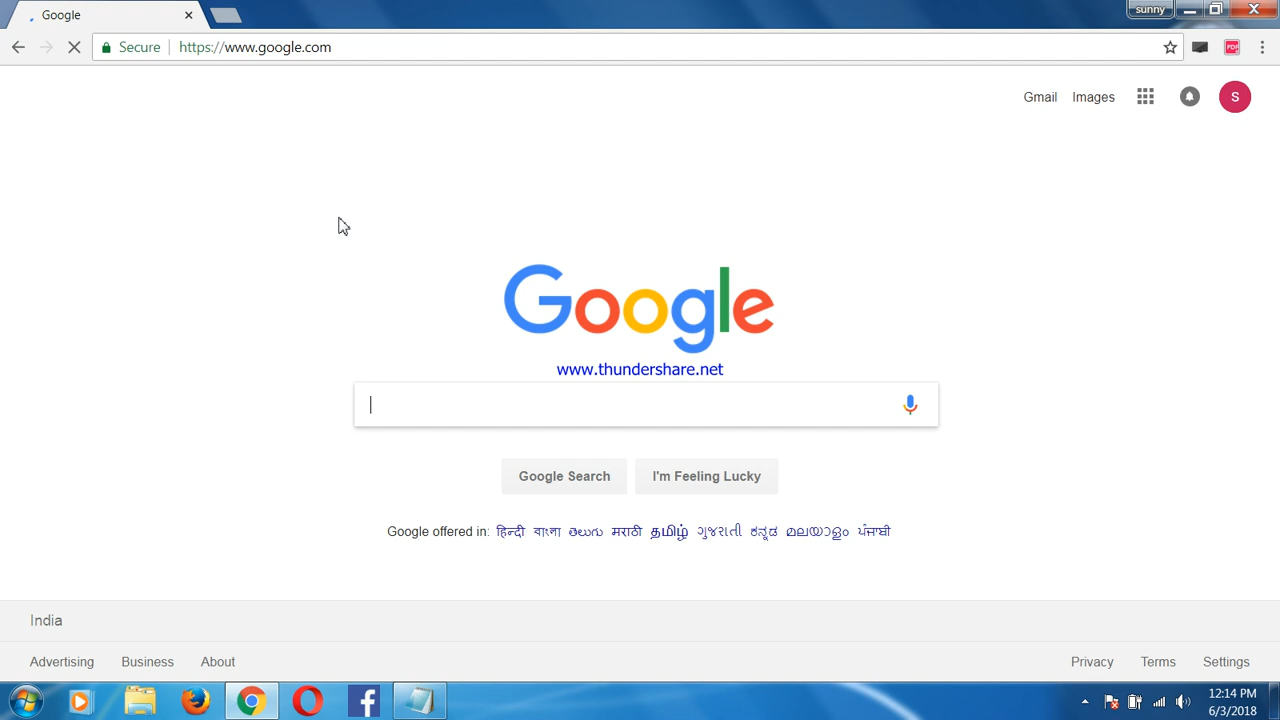 Google
sunny
Secure https://www.google.com
PDF
Gmail Images S
Google
www.thundershare.net
Google Search I'm Feeling Lucky
Google offered in: हिन्दी বাংলা తెలుగు मराठी தமிழ் ગુજરાતી ಕನ್ನಡ മലയാളം ਪੰਜਾਬੀ
India
Advertising Business About Privacy Terms Settings
12:14 PM
6/3/2018